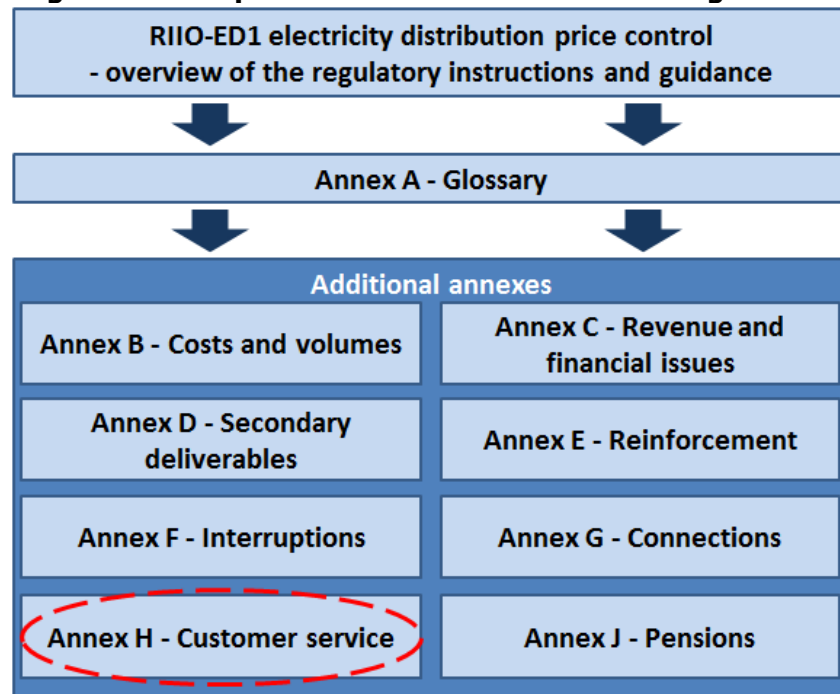 RIIO-ED1 electricity distribution price control
- overview of the regulatory instructions and guidance
Annex A - Glossary
Additional annexes
Annex B - Costs and volumes
Annex C - Revenue and
financial issues
Annex D - Secondary
deliverables
Annex E - Reinforcement
Annex F - Interruptions
Annex G - Connections
Annex H - Customer service
Annex J - Pensions